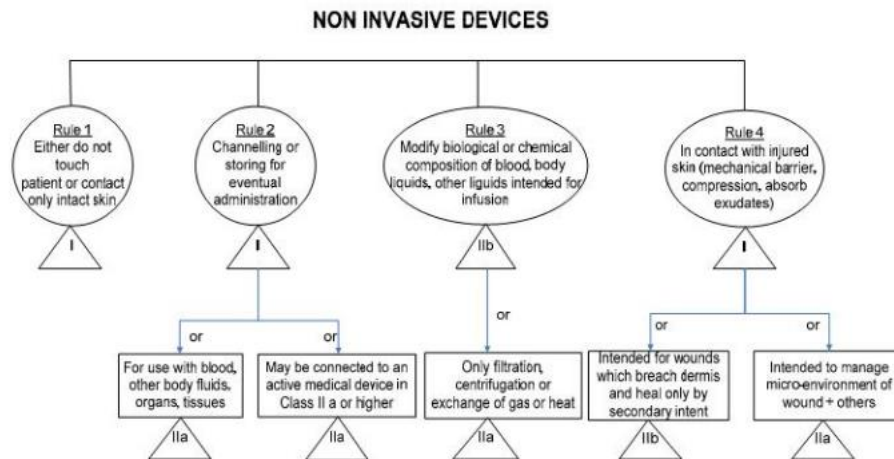 NON INVASIVE DEVICES
Rule 1
Either do not
touch
patient or contact
only intact skin
I
Rule 2
Channelling or
storing for
eventual
administration
I
Rule 3
Modify biological or chemical
composition of blood, body
liquids, other liquids intended for
infusion
IIb
Rule 4
In contact with injured
skin (mechanical barrier,
compression, absorb
exudates)
I
or
For use with blood,
other body fluids,
organs, tissues
IIa
or
May be connected to an
active medical device in
Class II a or higher
IIa
or
Only filtration,
centrifugation or
exchange of gas or heat
IIa
or
Intended for wounds
which breach dermis
and heal only by
secondary intent
IIb
or
Intended to manage
micro-environment of
wound + others
IIa